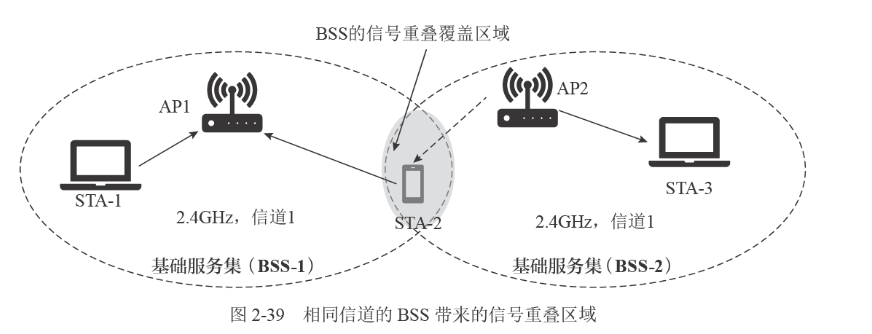 BSS的信号重叠覆盖区域
AP1
AP2
STA-1
STA-2
STA-3
2.4GHz，信道1
2.4GHz，信道1
基础服务集（BSS-1）
基础服务集（BSS-2）
图 2-39 相同信道的 BSS 带来的信号重叠区域